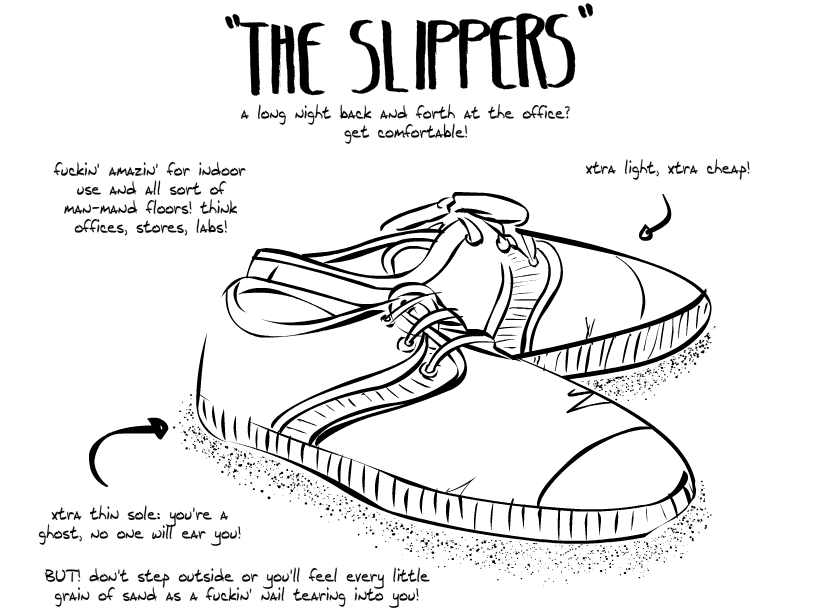 "THE SLIPPERS"
A long night back and forth at the office?
get comfortable!
fuckin' amazin' for indoor
use and all sort of
man-mand floors! think
offices, stores, labs!
xtra light, xtra cheap!
xtra thin sole: you're a
ghost, no one will ear you!
BUT! don't step outside or you'll feel every little
grain of sand as a fuckin' nail tearing into you!